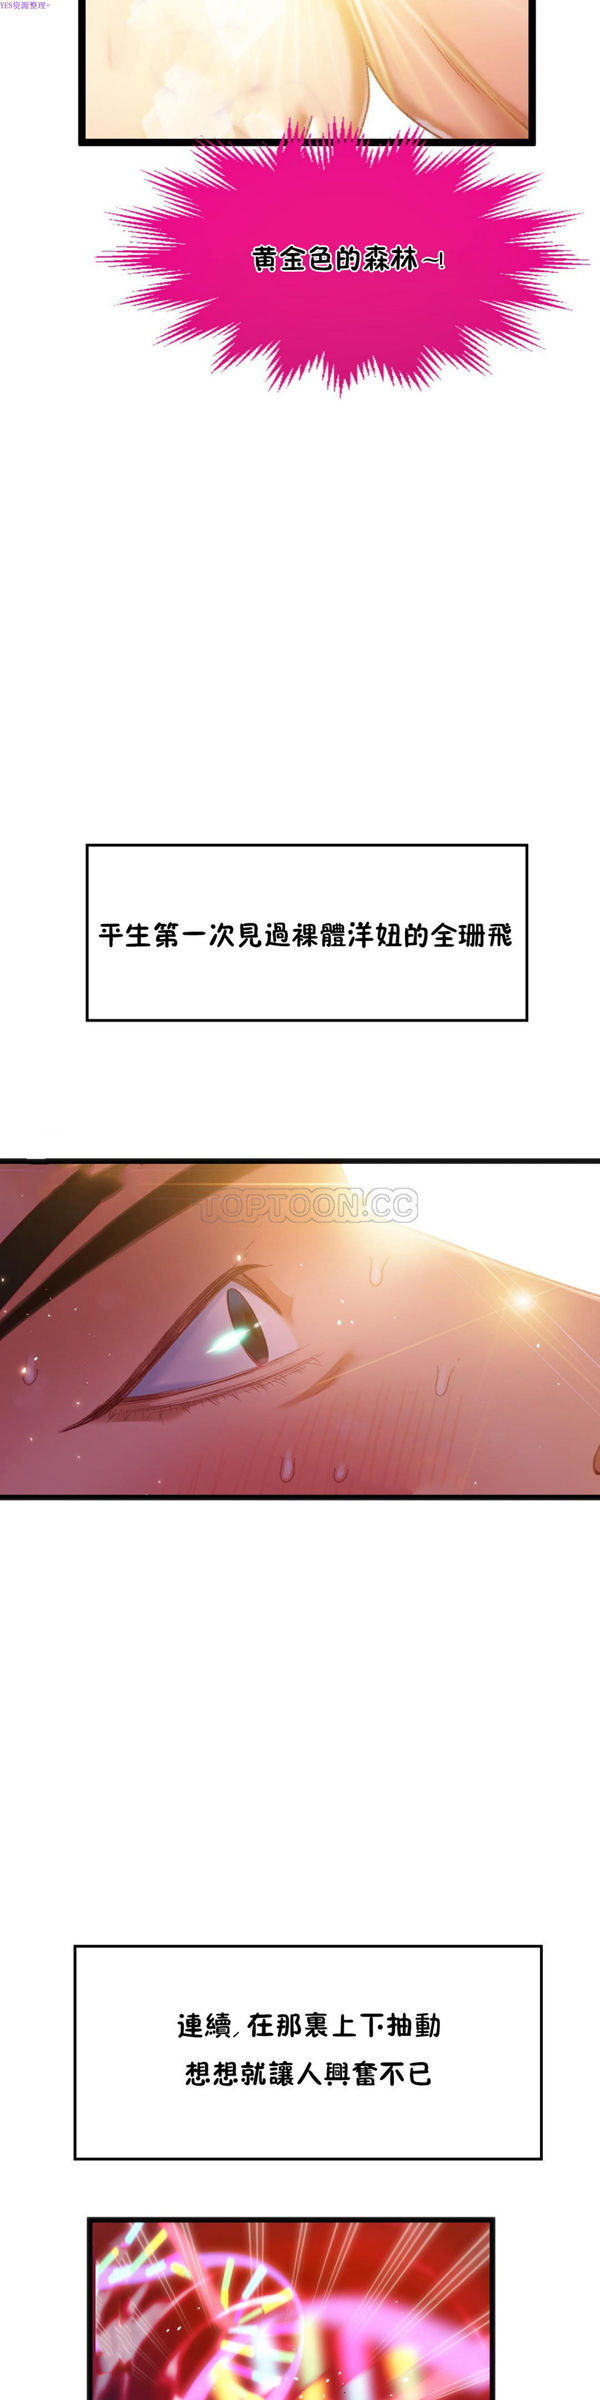 YES资源整理+
黄金色的森林~!
平生第一次見過裸體洋妞的全珊飛
TOPTOON.CC
連續,在那裏上下抽動
想想就讓人興奮不已